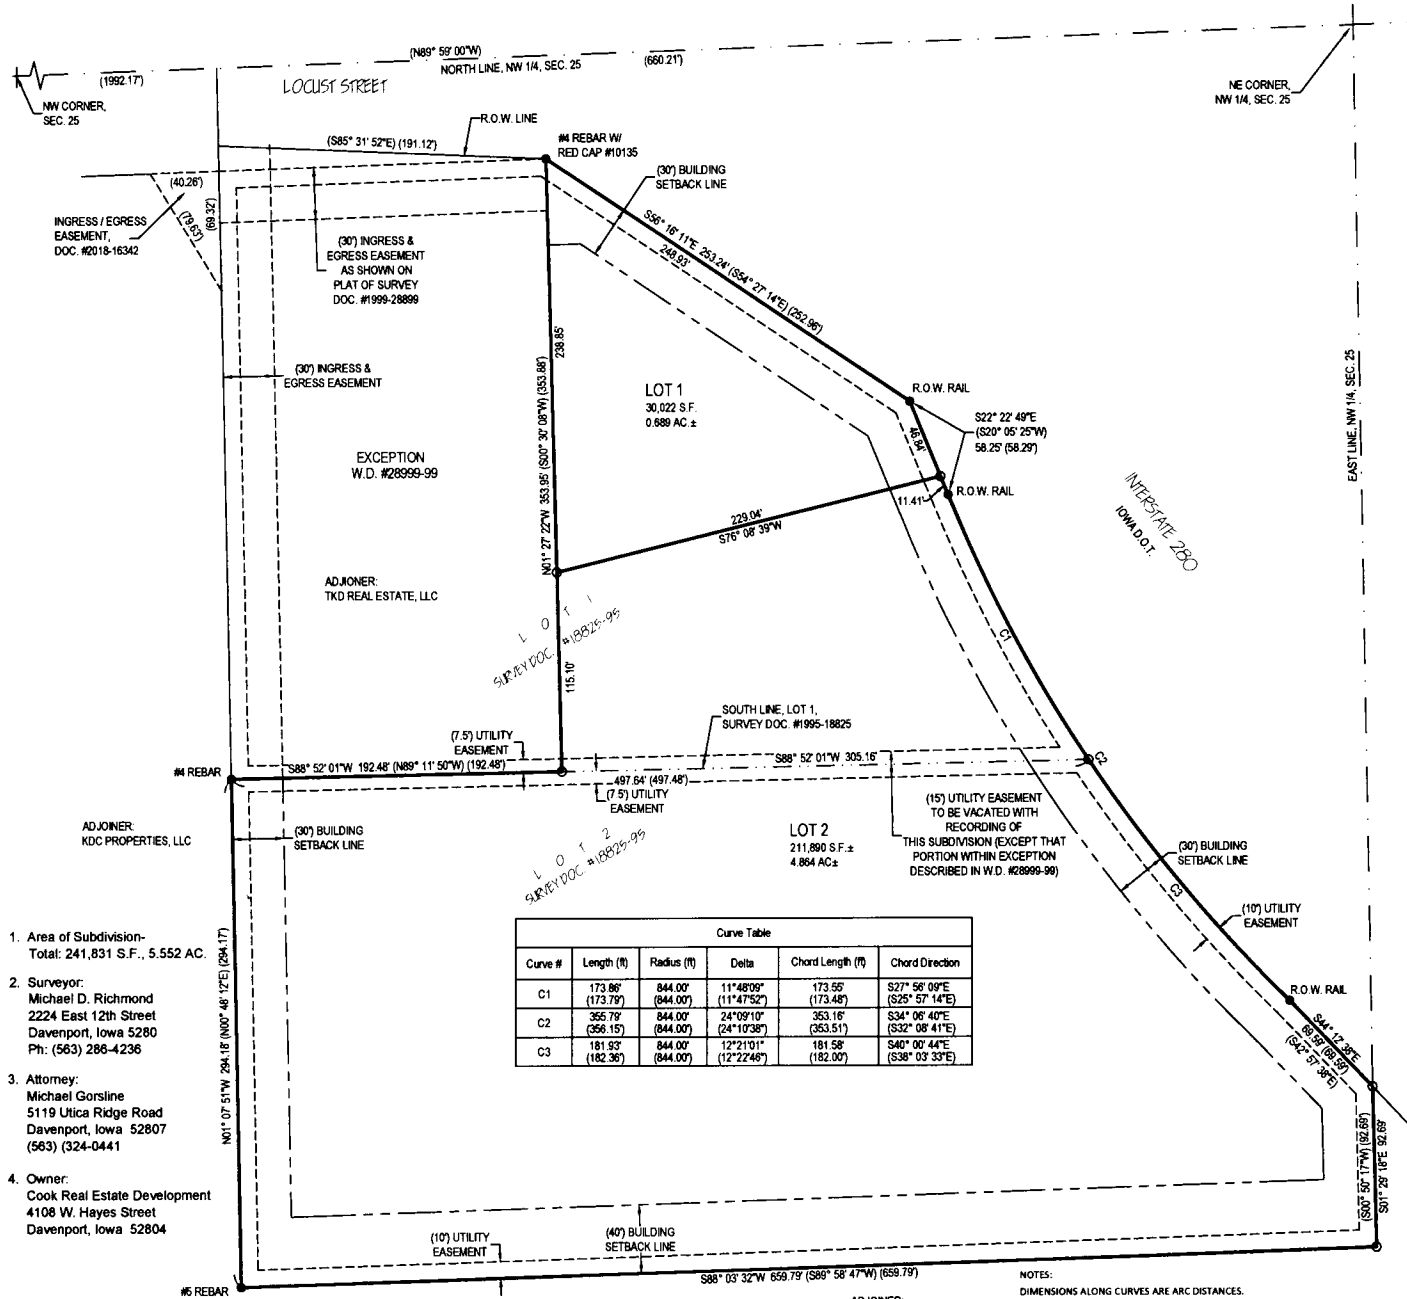 (N89° 59' 00"W)
NORTH LINE, NW 1/4, SEC. 25
(660.21')
(1992.17')
NW CORNER,
SEC. 25
LOCUST STREET
NE CORNER,
NW 1/4, SEC. 25
(S85° 31' 52"E) (191.12')
R.O.W. LINE
#4 REBAR W/
RED CAP #10135
(30') BUILDING
SETBACK LINE
(40.26')
(79.63')
(69.32')
INGRESS / EGRESS
EASEMENT,
DOC. #2018-16342
(30') INGRESS &
EGRESS EASEMENT
AS SHOWN ON
PLAT OF SURVEY
DOC. #1999-28899
S56° 16' 11"E 253.24' (S54° 27' 14"E) (252.96')
248.93'
(30') INGRESS &
EGRESS EASEMENT
238.85'
N01° 27' 22"W 353.95' (S00° 30' 08"W) (353.88')
LOT 1
30,022 S.F.
0.689 AC.±
R.O.W. RAIL
S22° 22' 49"E
(S20° 05' 25"W)
58.25' (58.29')
46.84'
EAST LINE, NW 1/4, SEC. 25
EXCEPTION
W.D. #28999-99
11.41'
R.O.W. RAIL
INTERSTATE 280
IOWA D.O.T.
229.04'
S76° 08' 39"W
ADJIONER:
TKD REAL ESTATE, LLC
LOT 1
SURVEY DOC. #18825-95
C1
115.10'
SOUTH LINE, LOT 1,
SURVEY DOC. #1995-18825
(7.5') UTILITY
EASEMENT
#4 REBAR
S88° 52' 01"W 192.48' (N89° 11' 50"W) (192.48')
S88° 52' 01"W 305.16'
C2
497.64' (497.48')
(7.5') UTILITY
EASEMENT
ADJOINER:
KDC PROPERTIES, LLC
(30') BUILDING
SETBACK LINE
LOT 2
SURVEY DOC. #18825-95
LOT 2
211,890 S.F.±
4.864 AC±
(15') UTILITY EASEMENT
TO BE VACATED WITH
RECORDING OF
THIS SUBDIVISION (EXCEPT THAT
PORTION WITHIN EXCEPTION
DESCRIBED IN W.D. #28999-99)
(30') BUILDING
SETBACK LINE
C3
(10') UTILITY
EASEMENT
1. Area of Subdivision-
Total: 241,831 S.F., 5.552 AC.
2. Surveyor:
Michael D. Richmond
2224 East 12th Street
Davenport, Iowa 5280
Ph: (563) 286-4236
3. Attorney:
Michael Gorsline
5119 Utica Ridge Road
Davenport, Iowa 52807
(563) (324-0441
4. Owner:
Cook Real Estate Development
4108 W. Hayes Street
Davenport, Iowa 52804
N01° 07' 51"W 294.18' (N00° 48' 12"E) (294.17')
Curve Table
Curve # Length (ft) Radius (ft) Delta Chord Length (ft) Chord Direction
C1 173.86' 844.00' 11°48'09" 173.55' S27° 56' 09"E
(173.79') (844.00') (11°47'52") (173.48') (S25° 57' 14"E)
C2 355.79' 844.00' 24°09'10" 353.16' S34° 06' 40"E
(356.15') (844.00') (24°10'38") (353.51') (S32° 08' 41"E)
C3 181.93' 844.00' 12°21'01" 181.58' S40° 00' 44"E
(182.36') (844.00') (12°22'46") (182.00') (S38° 03' 33"E)
R.O.W. RAIL
S44° 12' 38"E
69.59' (69.59')
(S42° 57' 38"E)
(S00° 50' 17"W) (92.69')
S01° 29' 18"E 92.69'
(10') UTILITY
EASEMENT
(40') BUILDING
SETBACK LINE
S88° 03' 32"W 659.79' (S89° 58' 47"W) (659.79')
#5 REBAR
NOTES:
DIMENSIONS ALONG CURVES ARE ARC DISTANCES.